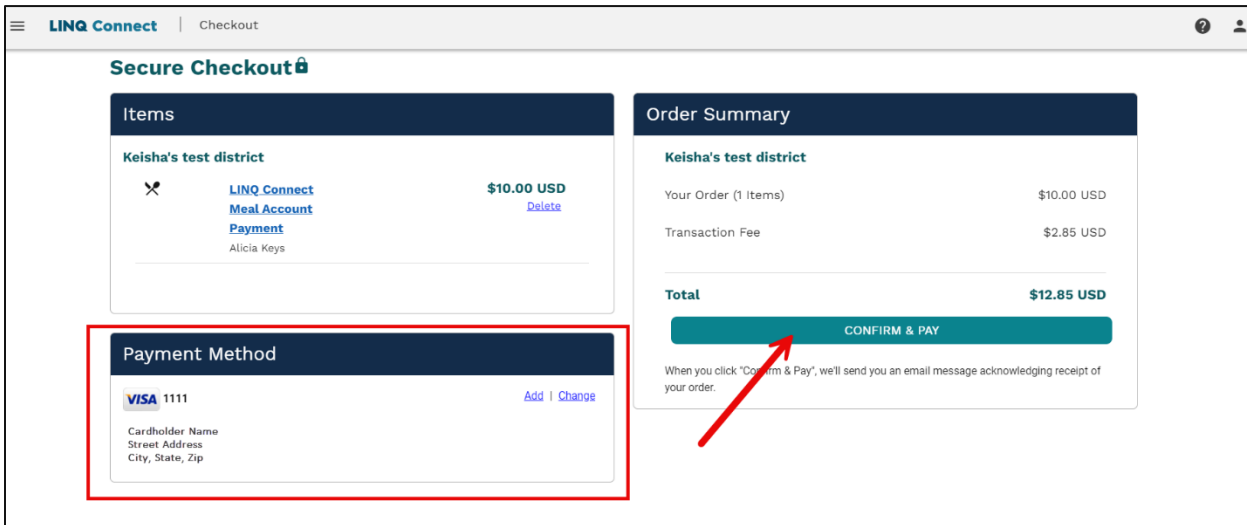 LINQ Connect | Checkout
Secure Checkout
Items
Keisha's test district
LINQ Connect $10.00 USD
Meal Account Delete
Payment
Alicia Keys
Payment Method
VISA 1111 Add | Change
Cardholder Name
Street Address
City, State, Zip
Order Summary
Keisha's test district
Your Order (1 Items) $10.00 USD
Transaction Fee $2.85 USD
Total $12.85 USD
CONFIRM & PAY
When you click "Confirm & Pay", we'll send you an email message acknowledging receipt of
your order.